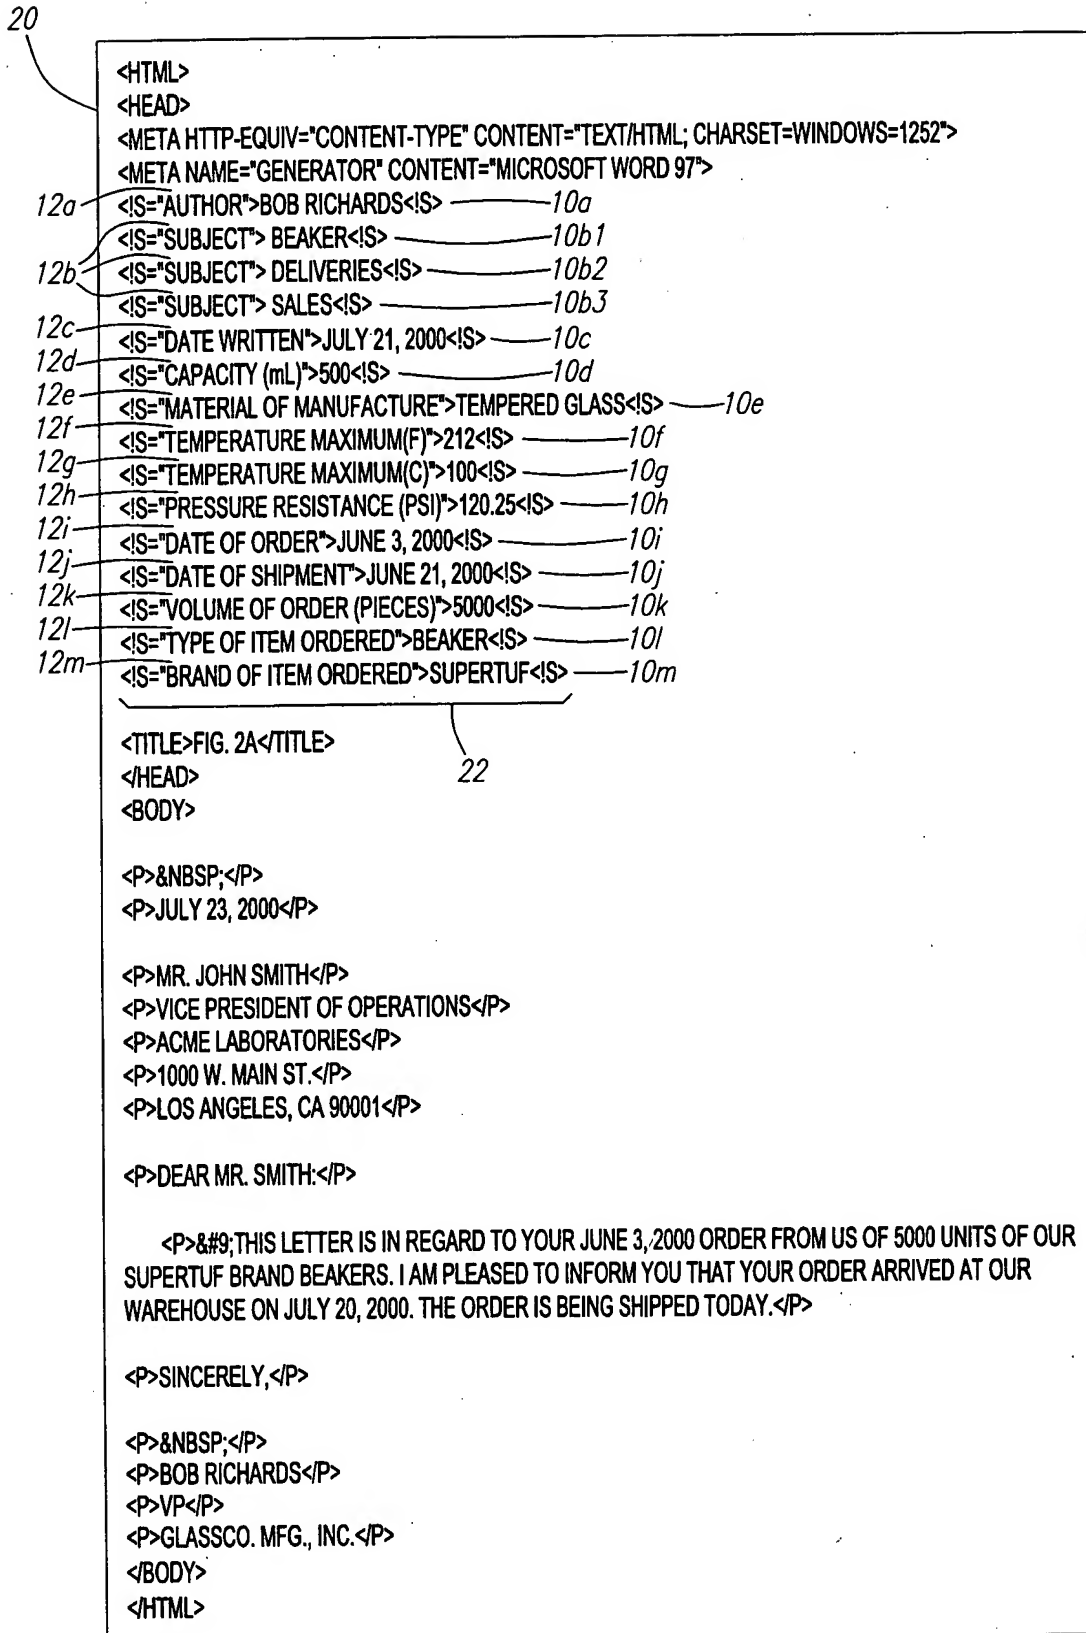 20
<HTML>
<HEAD>
<META HTTP-EQUIV="CONTENT-TYPE" CONTENT="TEXT/HTML; CHARSET=WINDOWS=1252">
<META NAME="GENERATOR" CONTENT="MICROSOFT WORD 97">
12a <!S="AUTHOR">BOB RICHARDS<!S> 10a
<!S="SUBJECT"> BEAKER<!S> 10b1
12b <!S="SUBJECT"> DELIVERIES<!S> 10b2
<!S="SUBJECT"> SALES<!S> 10b3
12c <!S="DATE WRITTEN">JULY 21, 2000<!S> 10c
12d <!S="CAPACITY (mL)">500<!S> 10d
12e <!S="MATERIAL OF MANUFACTURE">TEMPERED GLASS<!S> 10e
12f <!S="TEMPERATURE MAXIMUM(F)">212<!S> 10f
12g <!S="TEMPERATURE MAXIMUM(C)">100<!S> 10g
12h <!S="PRESSURE RESISTANCE (PSI)">120.25<!S> 10h
12i <!S="DATE OF ORDER">JUNE 3, 2000<!S> 10i
12j <!S="DATE OF SHIPMENT">JUNE 21, 2000<!S> 10j
12k <!S="VOLUME OF ORDER (PIECES)">5000<!S> 10k
12l <!S="TYPE OF ITEM ORDERED">BEAKER<!S> 10l
12m <!S="BRAND OF ITEM ORDERED">SUPERTUF<!S> 10m
<TITLE>FIG. 2A</TITLE>
</HEAD> 22
<BODY>
<P>&NBSP;</P>
<P>JULY 23, 2000</P>
<P>MR. JOHN SMITH</P>
<P>VICE PRESIDENT OF OPERATIONS</P>
<P>ACME LABORATORIES</P>
<P>1000 W. MAIN ST.</P>
<P>LOS ANGELES, CA 90001</P>
<P>DEAR MR. SMITH:</P>
<P>&#9;THIS LETTER IS IN REGARD TO YOUR JUNE 3, 2000 ORDER FROM US OF 5000 UNITS OF OUR
SUPERTUF BRAND BEAKERS. I AM PLEASED TO INFORM YOU THAT YOUR ORDER ARRIVED AT OUR
WAREHOUSE ON JULY 20, 2000. THE ORDER IS BEING SHIPPED TODAY.</P>
<P>SINCERELY,</P>
<P>&NBSP;</P>
<P>BOB RICHARDS</P>
<P>VP</P>
<P>GLASSCO. MFG., INC.</P>
</BODY>
</HTML>